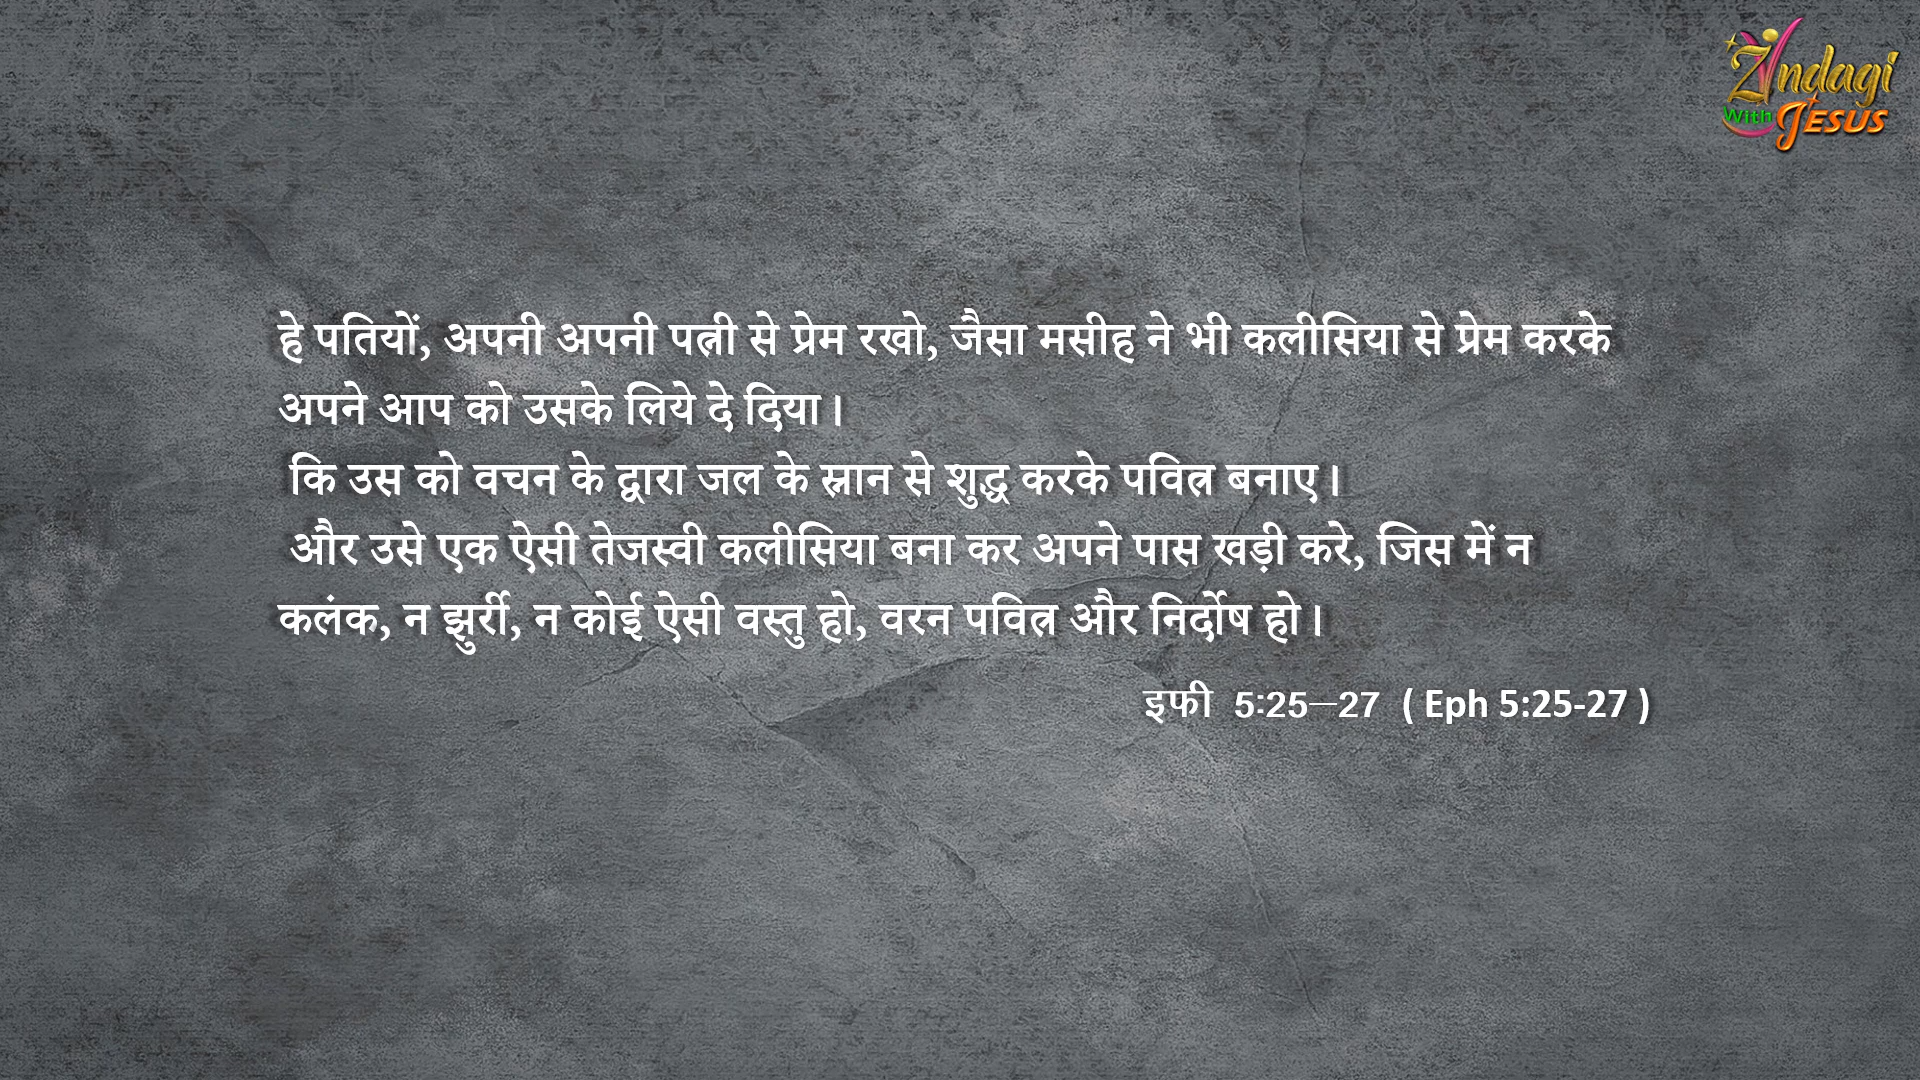 Zindagi
With Jesus
हे पतियों, अपनी अपनी पत्नी से प्रेम रखो, जैसा मसीह ने भी कलीसिया से प्रेम करके
अपने आप को उसके लिये दे दिया।
कि उस को वचन के द्वारा जल के स्नान से शुद्ध करके पवित्र बनाए।
और उसे एक ऐसी तेजस्वी कलीसिया बना कर अपने पास खड़ी करे, जिस में न
कलंक, न झुर्री, न कोई ऐसी वस्तु हो, वरन पवित्र और निर्दोष हो।
इफी 5:25–27 ( Eph 5:25-27 )